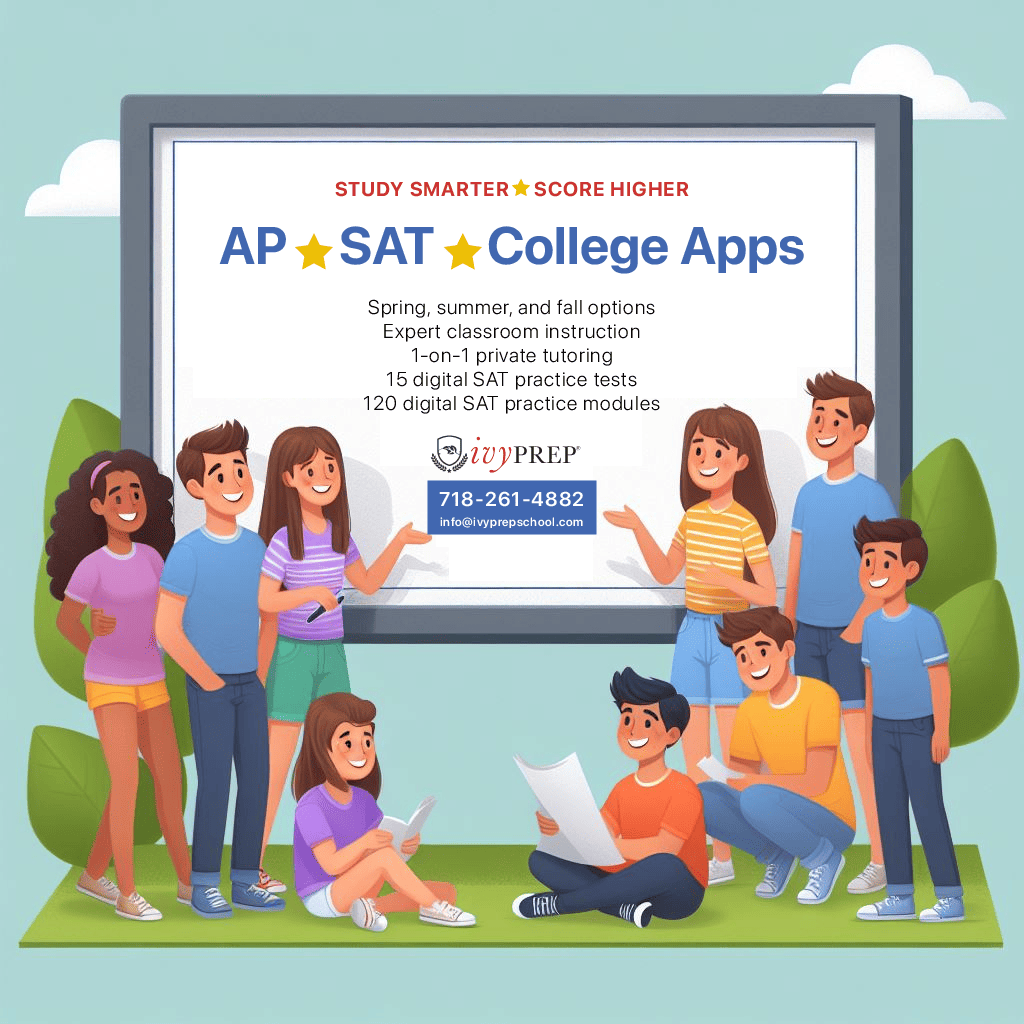 STUDY SMARTER★SCORE HIGHER
AP★SAT★College Apps
Spring, summer, and fall options
Expert classroom instruction
1-on-1 private tutoring
15 digital SAT practice tests
120 digital SAT practice modules
ivyPREP®
718-261-4882
info@ivyprepschool.com